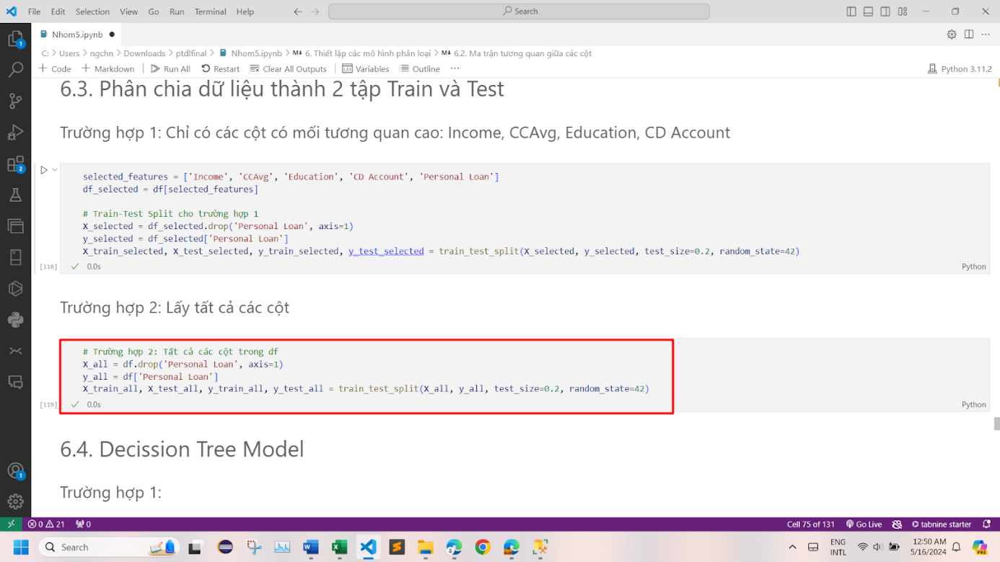 File Edit Selection View Go Run Terminal Help
Search
Nhom5.ipynb
C: > Users > ngchn > Downloads > ptdlfinal > Nhom5.ipynb > M↓ 6. Thiết lập các mô hình phân loại > M↓ 6.2. Ma trận tương quan giữa các cột
+ Code + Markdown Run All Restart Clear All Outputs Variables Outline ... Python 3.11.2
6.3. Phân chia dữ liệu thành 2 tập Train và Test
Trường hợp 1: Chỉ có các cột có mối tương quan cao: Income, CCAvg, Education, CD Account
selected_features = ['Income', 'CCAvg', 'Education', 'CD Account', 'Personal Loan']
df_selected = df[selected_features]
# Train-Test Split cho trường hợp 1
X_selected = df_selected.drop('Personal Loan', axis=1)
y_selected = df_selected['Personal Loan']
X_train_selected, X_test_selected, y_train_selected, y_test_selected = train_test_split(X_selected, y_selected, test_size=0.2, random_state=42)
[118] 0.0s Python
Trường hợp 2: Lấy tất cả các cột
# Trường hợp 2: Tất cả các cột trong df
X_all = df.drop('Personal Loan', axis=1)
y_all = df['Personal Loan']
X_train_all, X_test_all, y_train_all, y_test_all = train_test_split(X_all, y_all, test_size=0.2, random_state=42)
[119] 0.0s Python
6.4. Decission Tree Model
Trường hợp 1:
1
2
1
0 21 0 Cell 75 of 131 Go Live tabnine starter
Search
ENG
INTL
12:50 AM
5/16/2024
PRE